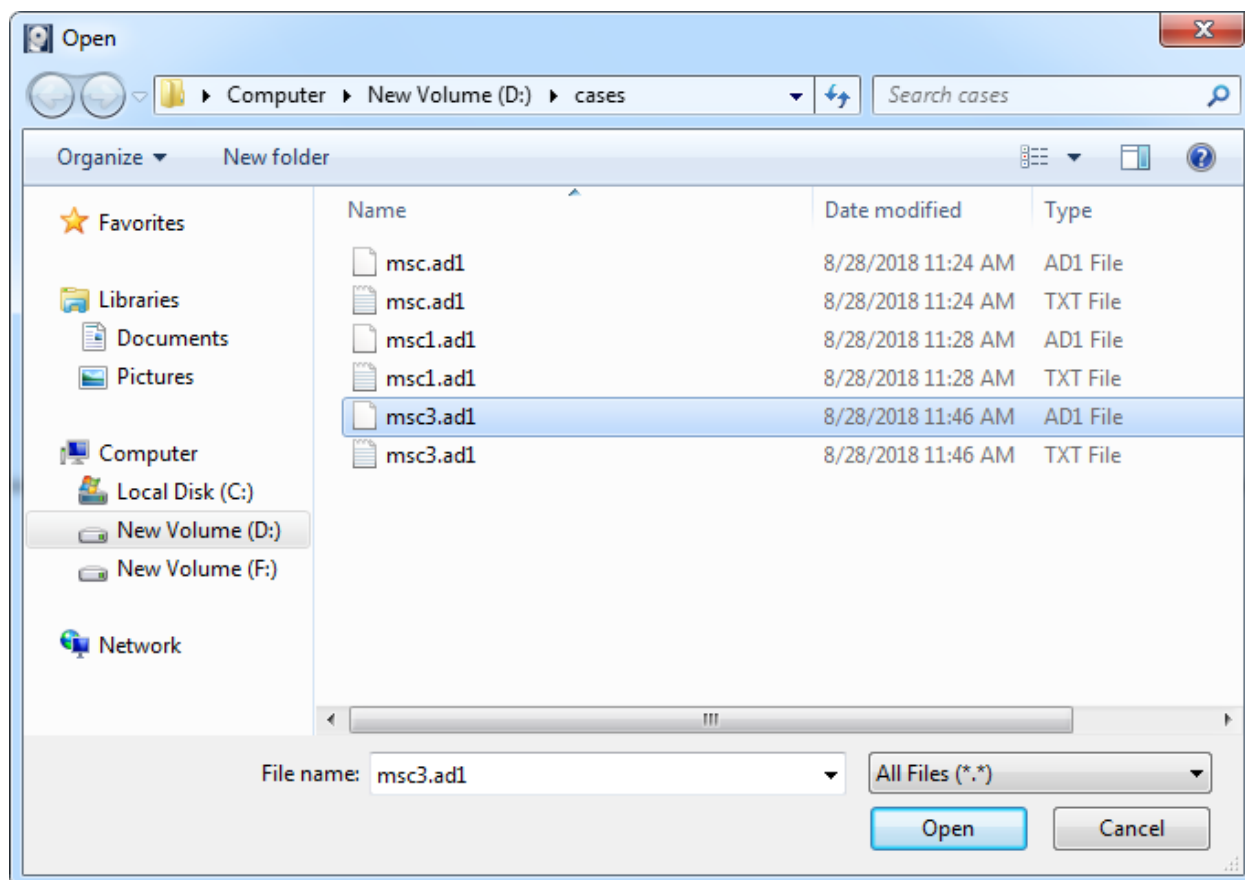 Open
Computer New Volume (D:) cases Search cases
Organize New folder
Name Date modified Type
Favorites
Libraries
Documents
Pictures
Computer
Local Disk (C:)
New Volume (D:)
New Volume (F:)
Network
msc.ad1 8/28/2018 11:24 AM AD1 File
msc.ad1 8/28/2018 11:24 AM TXT File
msc1.ad1 8/28/2018 11:28 AM AD1 File
msc1.ad1 8/28/2018 11:28 AM TXT File
msc3.ad1 8/28/2018 11:46 AM AD1 File
msc3.ad1 8/28/2018 11:46 AM TXT File
File name: msc3.ad1 All Files (*.*)
Open Cancel